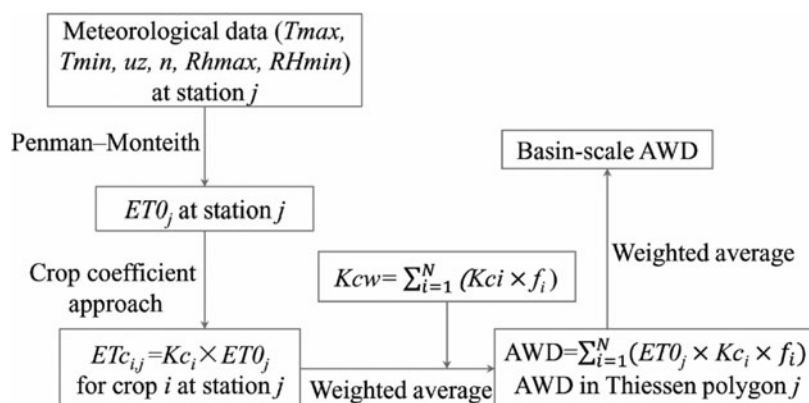 Meteorological data (Tmax,
Tmin, uz, n, Rhmax, RHmin)
at station j
Penman–Monteith
Basin-scale AWD
ET0ⱼ at station j
Crop coefficient
approach
Kcw=∑ᵢ₌₁ᴺ (Kci × fᵢ)
Weighted average
ETcᵢ,ⱼ=Kcᵢ×ET0ⱼ
for crop i at station j
Weighted average
AWD=∑ᵢ₌₁ᴺ(ET0ⱼ × Kcᵢ × fᵢ)
AWD in Thiessen polygon j